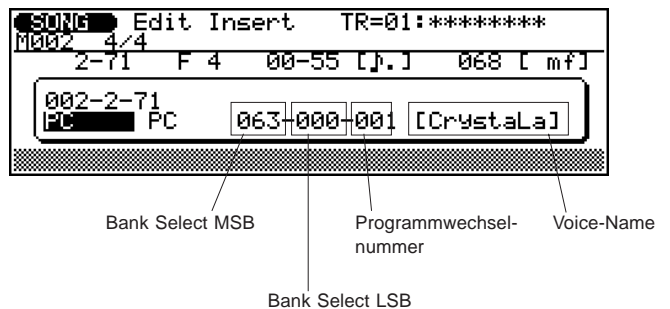 SONG Edit Insert TR=01:********
M002 4/4
2-71 F 4 00-55 [♪.] 068 [ mf]
002-2-71
PC PC 063-000-001 [CrystaLa]
Bank Select MSB
Programmwechsel-
nummer
Voice-Name
Bank Select LSB